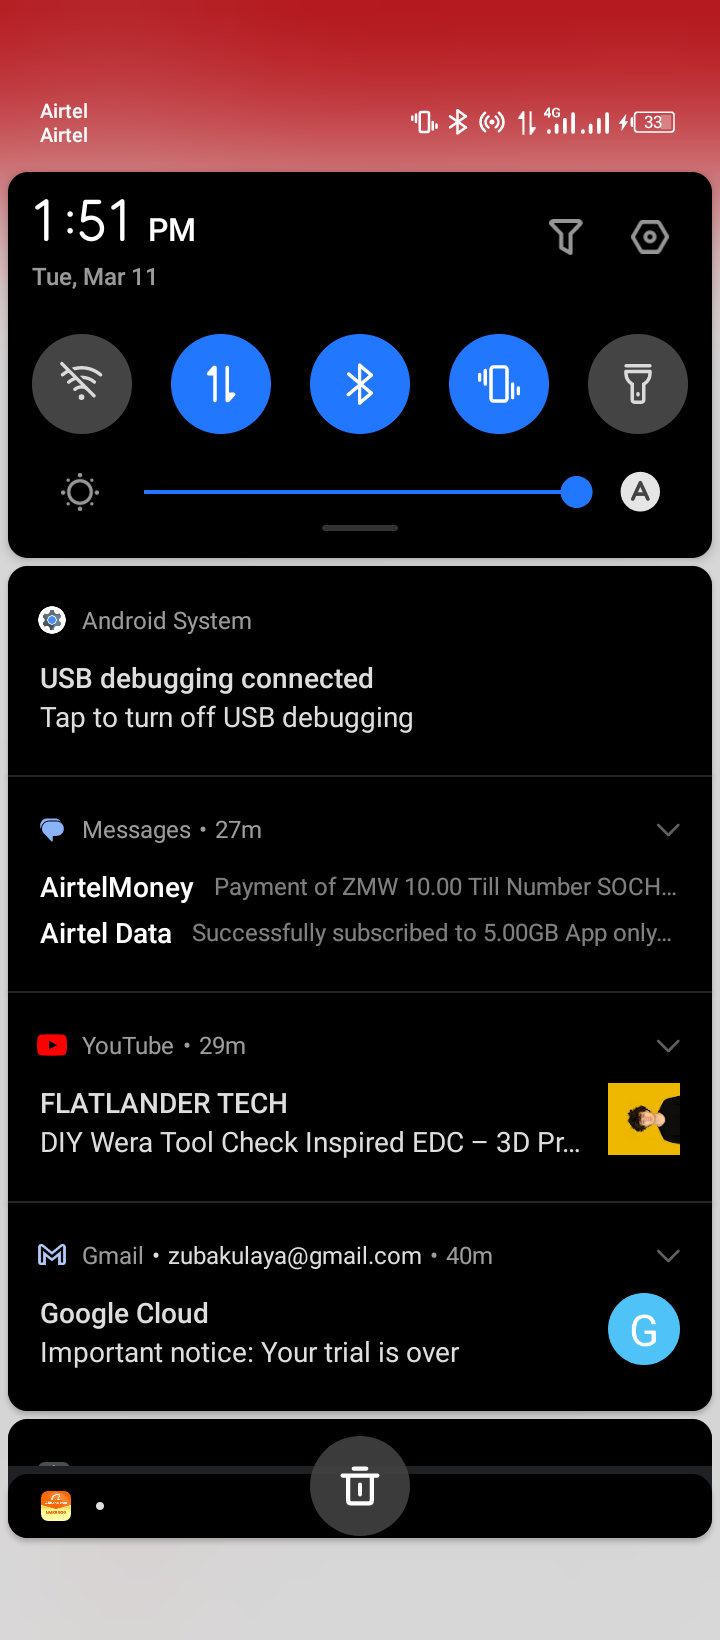 Airtel
Airtel
4G
33
1:51 PM
Tue, Mar 11
A
Android System
USB debugging connected
Tap to turn off USB debugging
Messages • 27m
AirtelMoney Payment of ZMW 10.00 Till Number SOCH...
Airtel Data Successfully subscribed to 5.00GB App only...
YouTube • 29m
FLATLANDER TECH
DIY Wera Tool Check Inspired EDC – 3D Pr...
Gmail • zubakulaya@gmail.com • 40m
Google Cloud
G
Important notice: Your trial is over